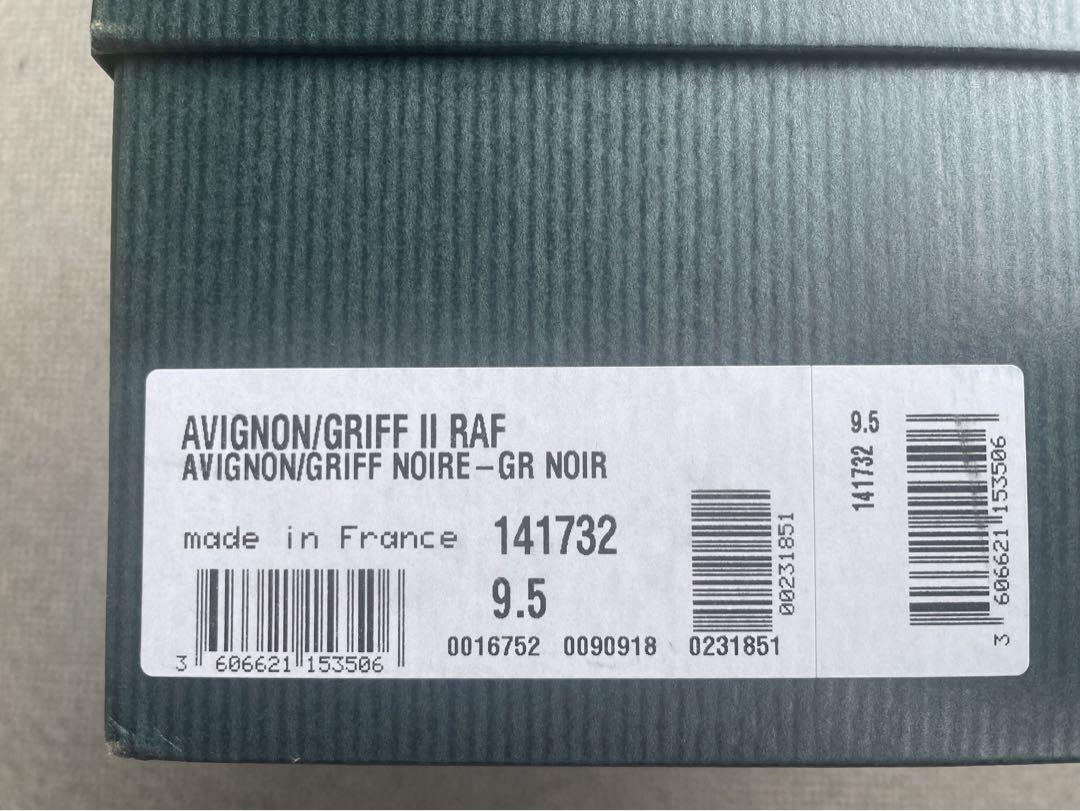 AVIGNON/GRIFF II RAF
AVIGNON/GRIFF NOIRE-GR NOIR
made in France 141732
9.5
3 606621 153506
0016752 0090918 0231851
00231851
9.5
141732
3 606621 153506